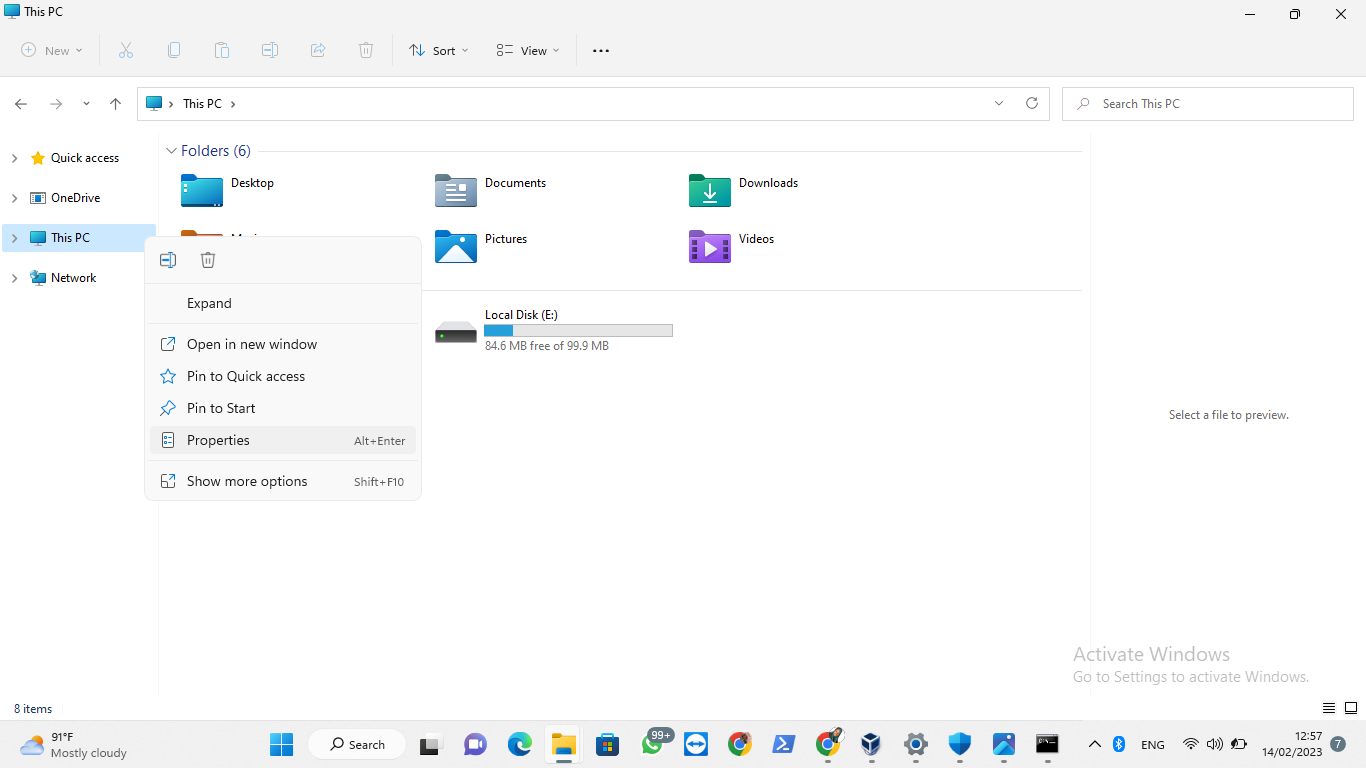 This PC
New
Sort
View
This PC
Search This PC
Quick access
OneDrive
This PC
Network
Folders (6)
Desktop
Documents
Downloads
Pictures
Videos
Local Disk (E:)
84.6 MB free of 99.9 MB
Expand
Open in new window
Pin to Quick access
Pin to Start
Properties Alt+Enter
Show more options Shift+F10
Select a file to preview.
Activate Windows
Go to Settings to activate Windows.
8 items
91°F
Mostly cloudy
Search
99+
ENG
12:57
14/02/2023
7